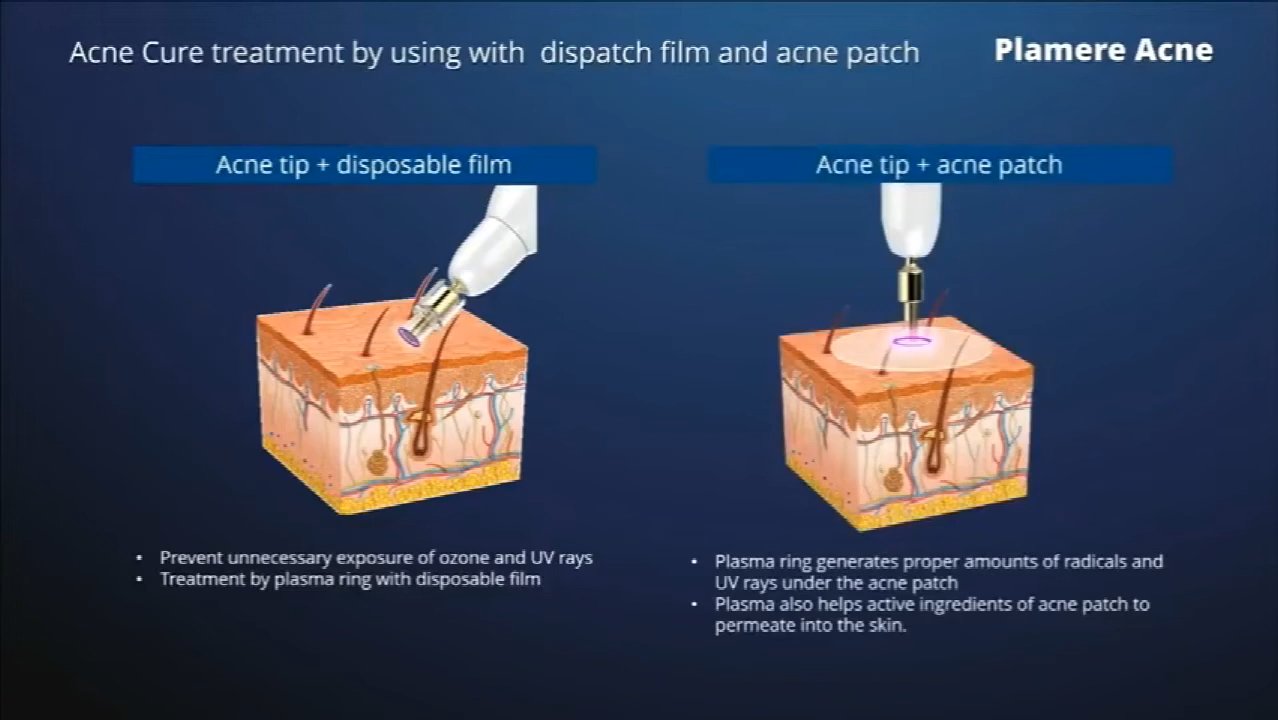 Acne Cure treatment by using with dispatch film and acne patch
Plamere Acne
Acne tip + disposable film
Acne tip + acne patch
• Prevent unnecessary exposure of ozone and UV rays
• Treatment by plasma ring with disposable film
• Plasma ring generates proper amounts of radicals and
UV rays under the acne patch
• Plasma also helps active ingredients of acne patch to
permeate into the skin.